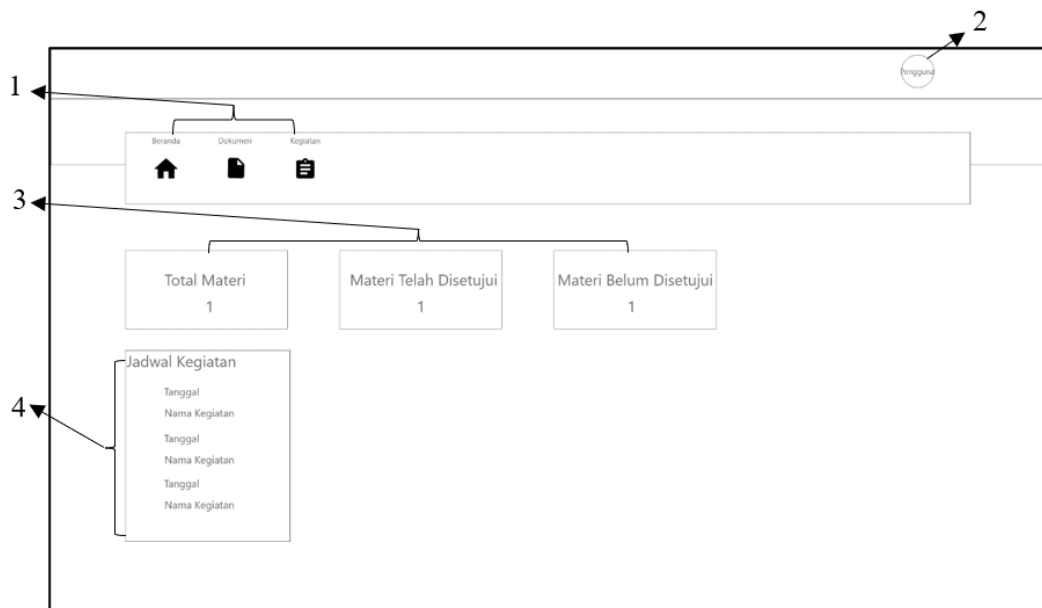 2
Pengguna
1
Beranda Dokumen Kegiatan
3
Total Materi Materi Telah Disetujui Materi Belum Disetujui
1 1 1
Jadwal Kegiatan
Tanggal
4
Nama Kegiatan
Tanggal
Nama Kegiatan
Tanggal
Nama Kegiatan